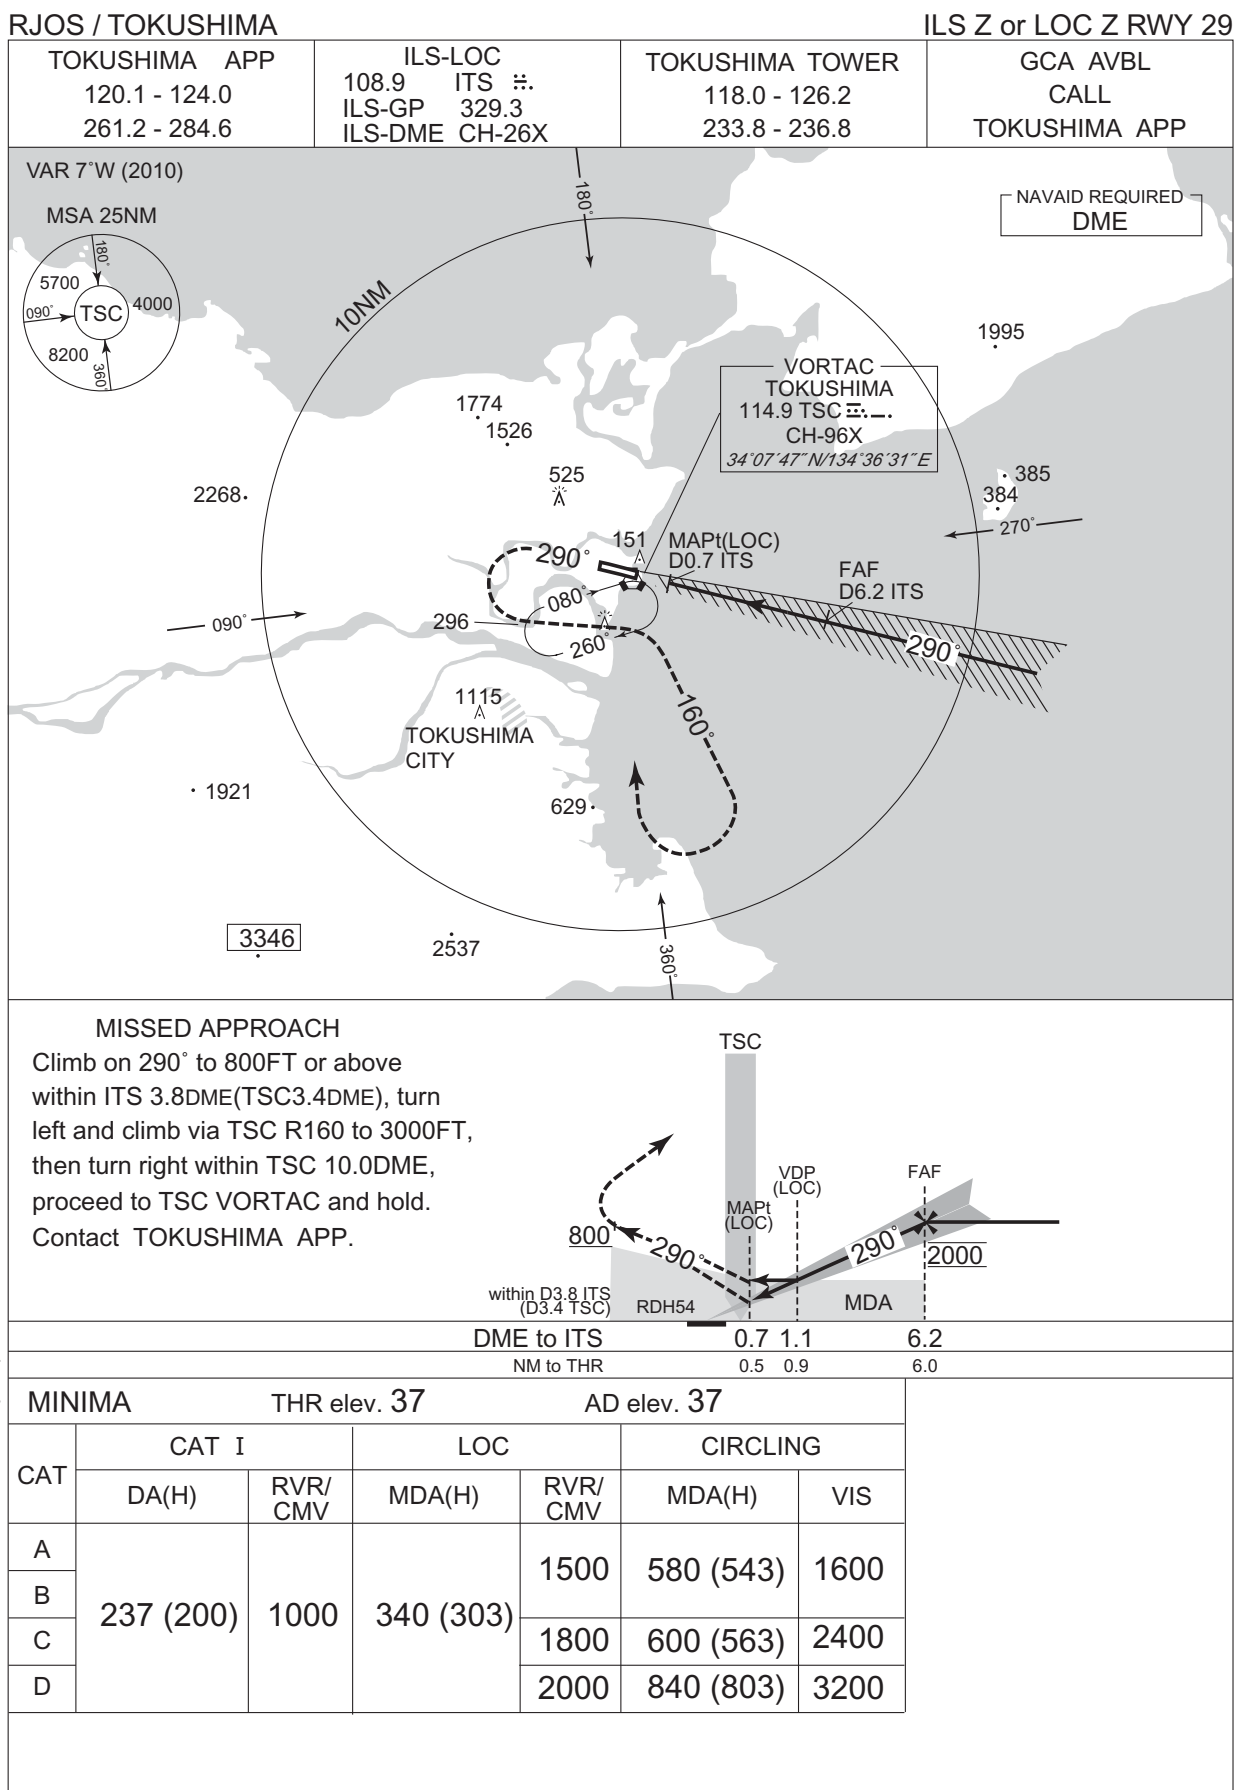 RJOS / TOKUSHIMA
ILS Z or LOC Z RWY 29
TOKUSHIMA APP
120.1 - 124.0
261.2 - 284.6
ILS-LOC
108.9 ITS
ILS-GP 329.3
ILS-DME CH-26X
TOKUSHIMA TOWER
118.0 - 126.2
233.8 - 236.8
GCA AVBL
CALL
TOKUSHIMA APP
VAR 7°W (2010)
MSA 25NM
180°
5700
4000
090°
TSC
8200
360°
180°
NAVAID REQUIRED
DME
10NM
1995
VORTAC
TOKUSHIMA
114.9 TSC
CH-96X
34°07′47″N/134°36′31″E
1774
1526
525
2268
385
384
270°
151
MAPt(LOC)
D0.7 ITS
290°
FAF
D6.2 ITS
080°
090°
296
260°
290°
160°
1115
TOKUSHIMA
CITY
1921
629
3346
2537
360°
MISSED APPROACH
Climb on 290° to 800FT or above
within ITS 3.8DME(TSC3.4DME), turn
left and climb via TSC R160 to 3000FT,
then turn right within TSC 10.0DME,
proceed to TSC VORTAC and hold.
Contact TOKUSHIMA APP.
TSC
VDP
(LOC)
FAF
MAPt
(LOC)
800
290°
290°
2000
within D3.8 ITS
(D3.4 TSC)
RDH54
MDA
DME to ITS 0.7 1.1 6.2
NM to THR 0.5 0.9 6.0
MINIMA THR elev. 37 AD elev. 37
CAT
CAT I
LOC
CIRCLING
DA(H)
RVR/
CMV
MDA(H)
RVR/
CMV
MDA(H)
VIS
A
B
C
D
237 (200)
1000
340 (303)
1500
580 (543)
1600
1800
600 (563)
2400
2000
840 (803)
3200